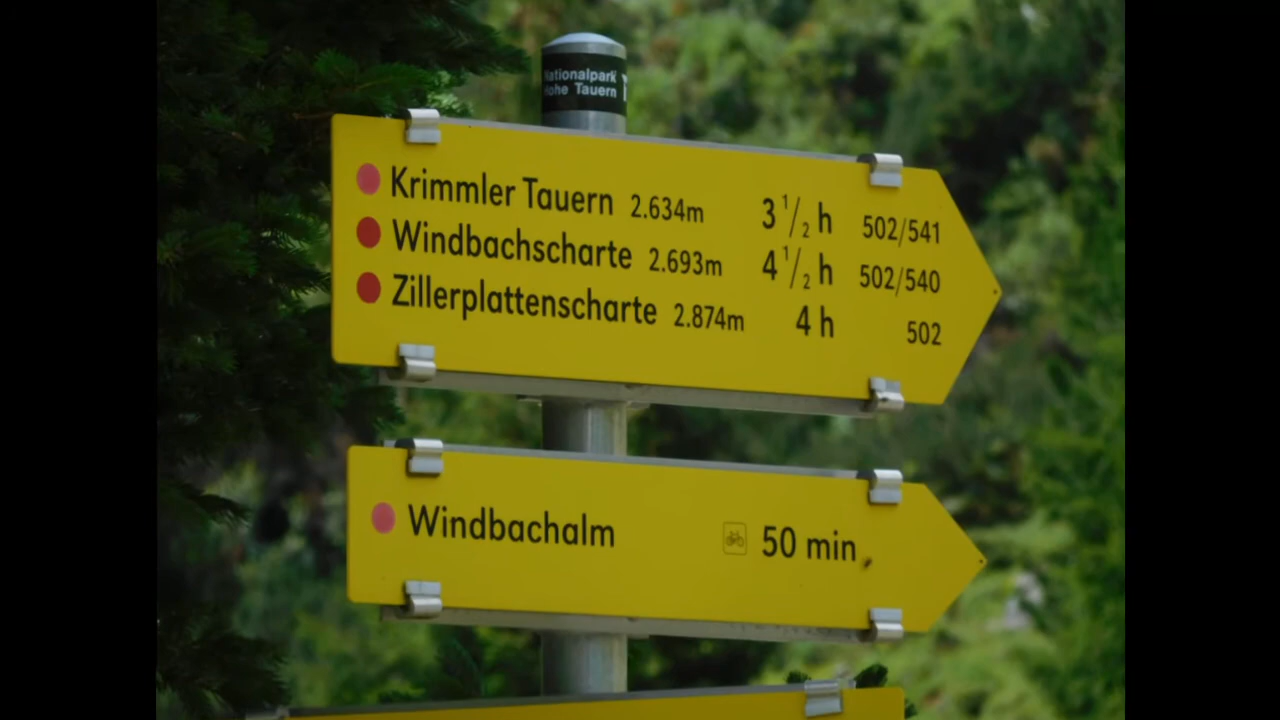 Nationalpark
Hohe Tauern
Krimmler Tauern 2.634m 3 1/2 h 502/541
Windbachscharte 2.693m 4 1/2 h 502/540
Zillerplattenscharte 2.874m 4 h 502
Windbachalm 50 min